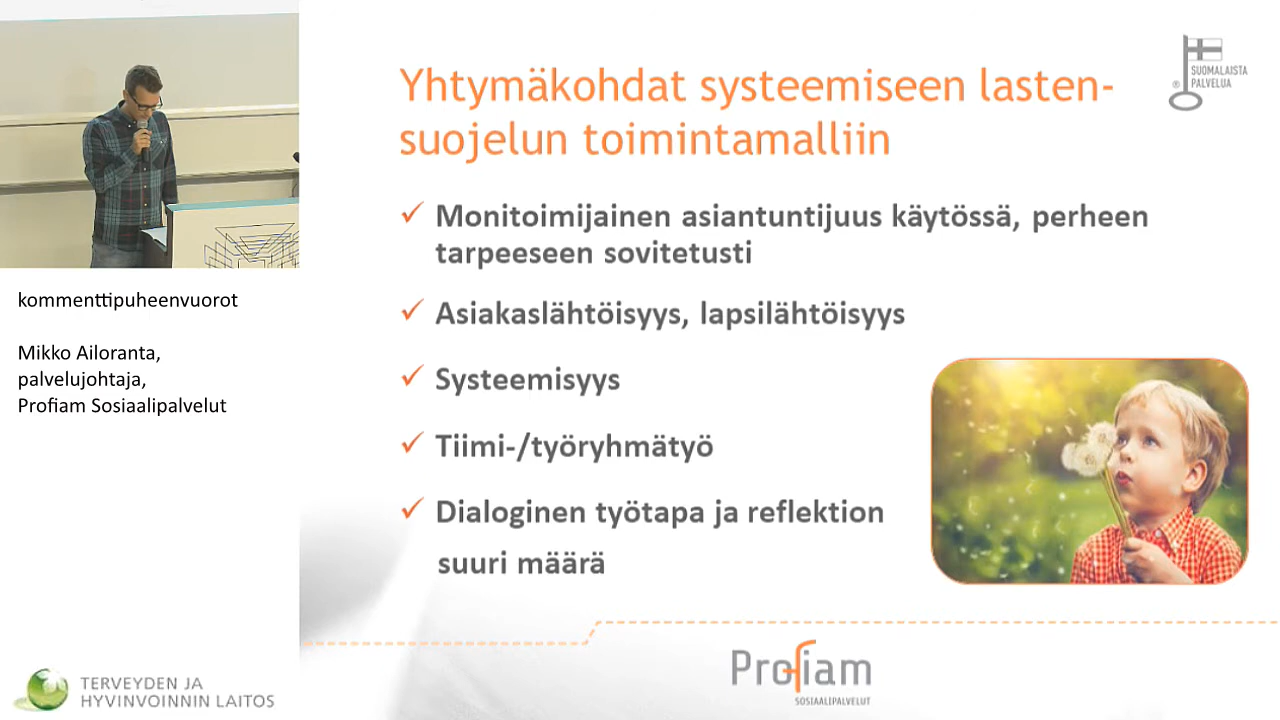 Yhtymäkohdat systeemiseen lasten-
suojelun toimintamalliin
® SUOMALAISTA
PALVELUA
✓ Monitoimijainen asiantuntijuus käytössä, perheen
tarpeeseen sovitetusti
✓ Asiakaslähtöisyys, lapsilähtöisyys
✓ Systeemisyys
✓ Tiimi-/työryhmätyö
✓ Dialoginen työtapa ja reflektion
suuri määrä
kommenttipuheenvuorot
Mikko Ailoranta,
palvelujohtaja,
Profiam Sosiaalipalvelut
TERVEYDEN JA
HYVINVOINNIN LAITOS
Profiam
SOSIAALIPALVELUT